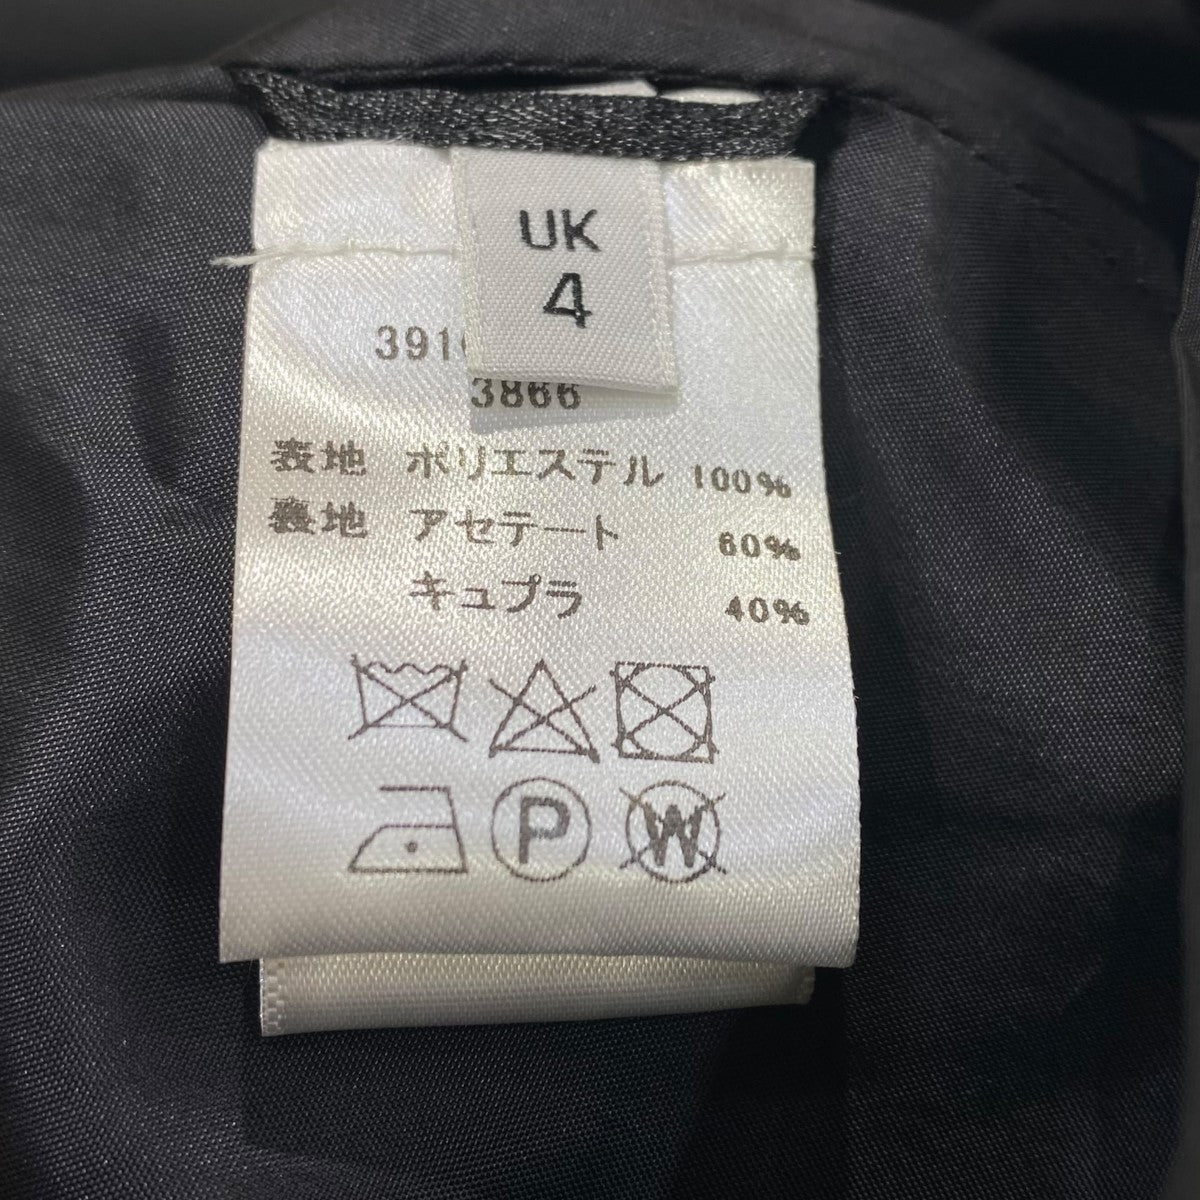 UK
4
3866
表地 ポリエステル 100%
裏地 アセテート 60%
キュプラ 40%
P
W